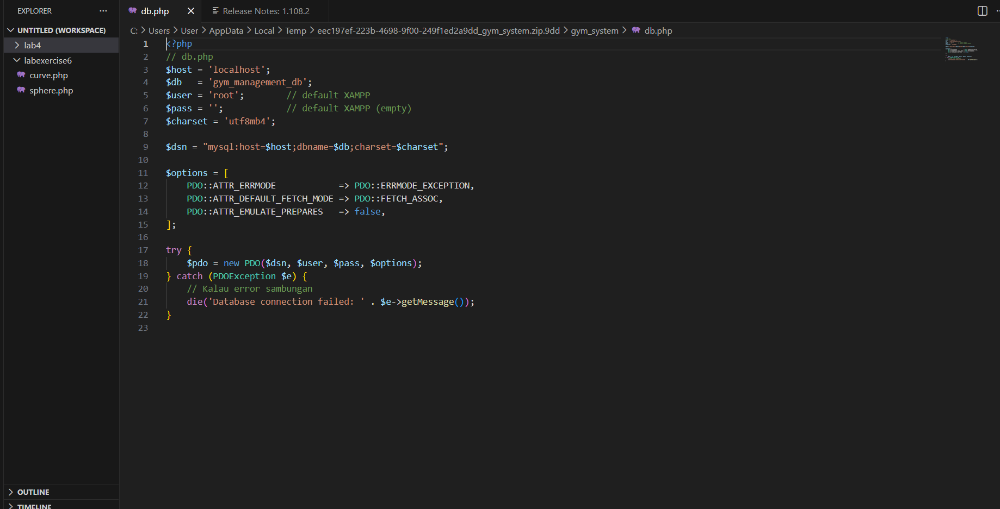 EXPLORER ···
UNTITLED (WORKSPACE)
lab4
labexercise6
curve.php
sphere.php
OUTLINE
TIMELINE
db.php
Release Notes: 1.108.2
C: > Users > User > AppData > Local > Temp > eec197ef-223b-4698-9f00-249f1ed2a9dd_gym_system.zip.9dd > gym_system > db.php
1 <?php
2 // db.php
3 $host = 'localhost';
4 $db   = 'gym_management_db';
5 $user = 'root';        // default XAMPP
6 $pass = '';            // default XAMPP (empty)
7 $charset = 'utf8mb4';
8
9 $dsn = "mysql:host=$host;dbname=$db;charset=$charset";
10
11 $options = [
12     PDO::ATTR_ERRMODE            => PDO::ERRMODE_EXCEPTION,
13     PDO::ATTR_DEFAULT_FETCH_MODE => PDO::FETCH_ASSOC,
14     PDO::ATTR_EMULATE_PREPARES   => false,
15 ];
16
17 try {
18     $pdo = new PDO($dsn, $user, $pass, $options);
19 } catch (PDOException $e) {
20     // Kalau error sambungan
21     die('Database connection failed: ' . $e->getMessage());
22 }
23